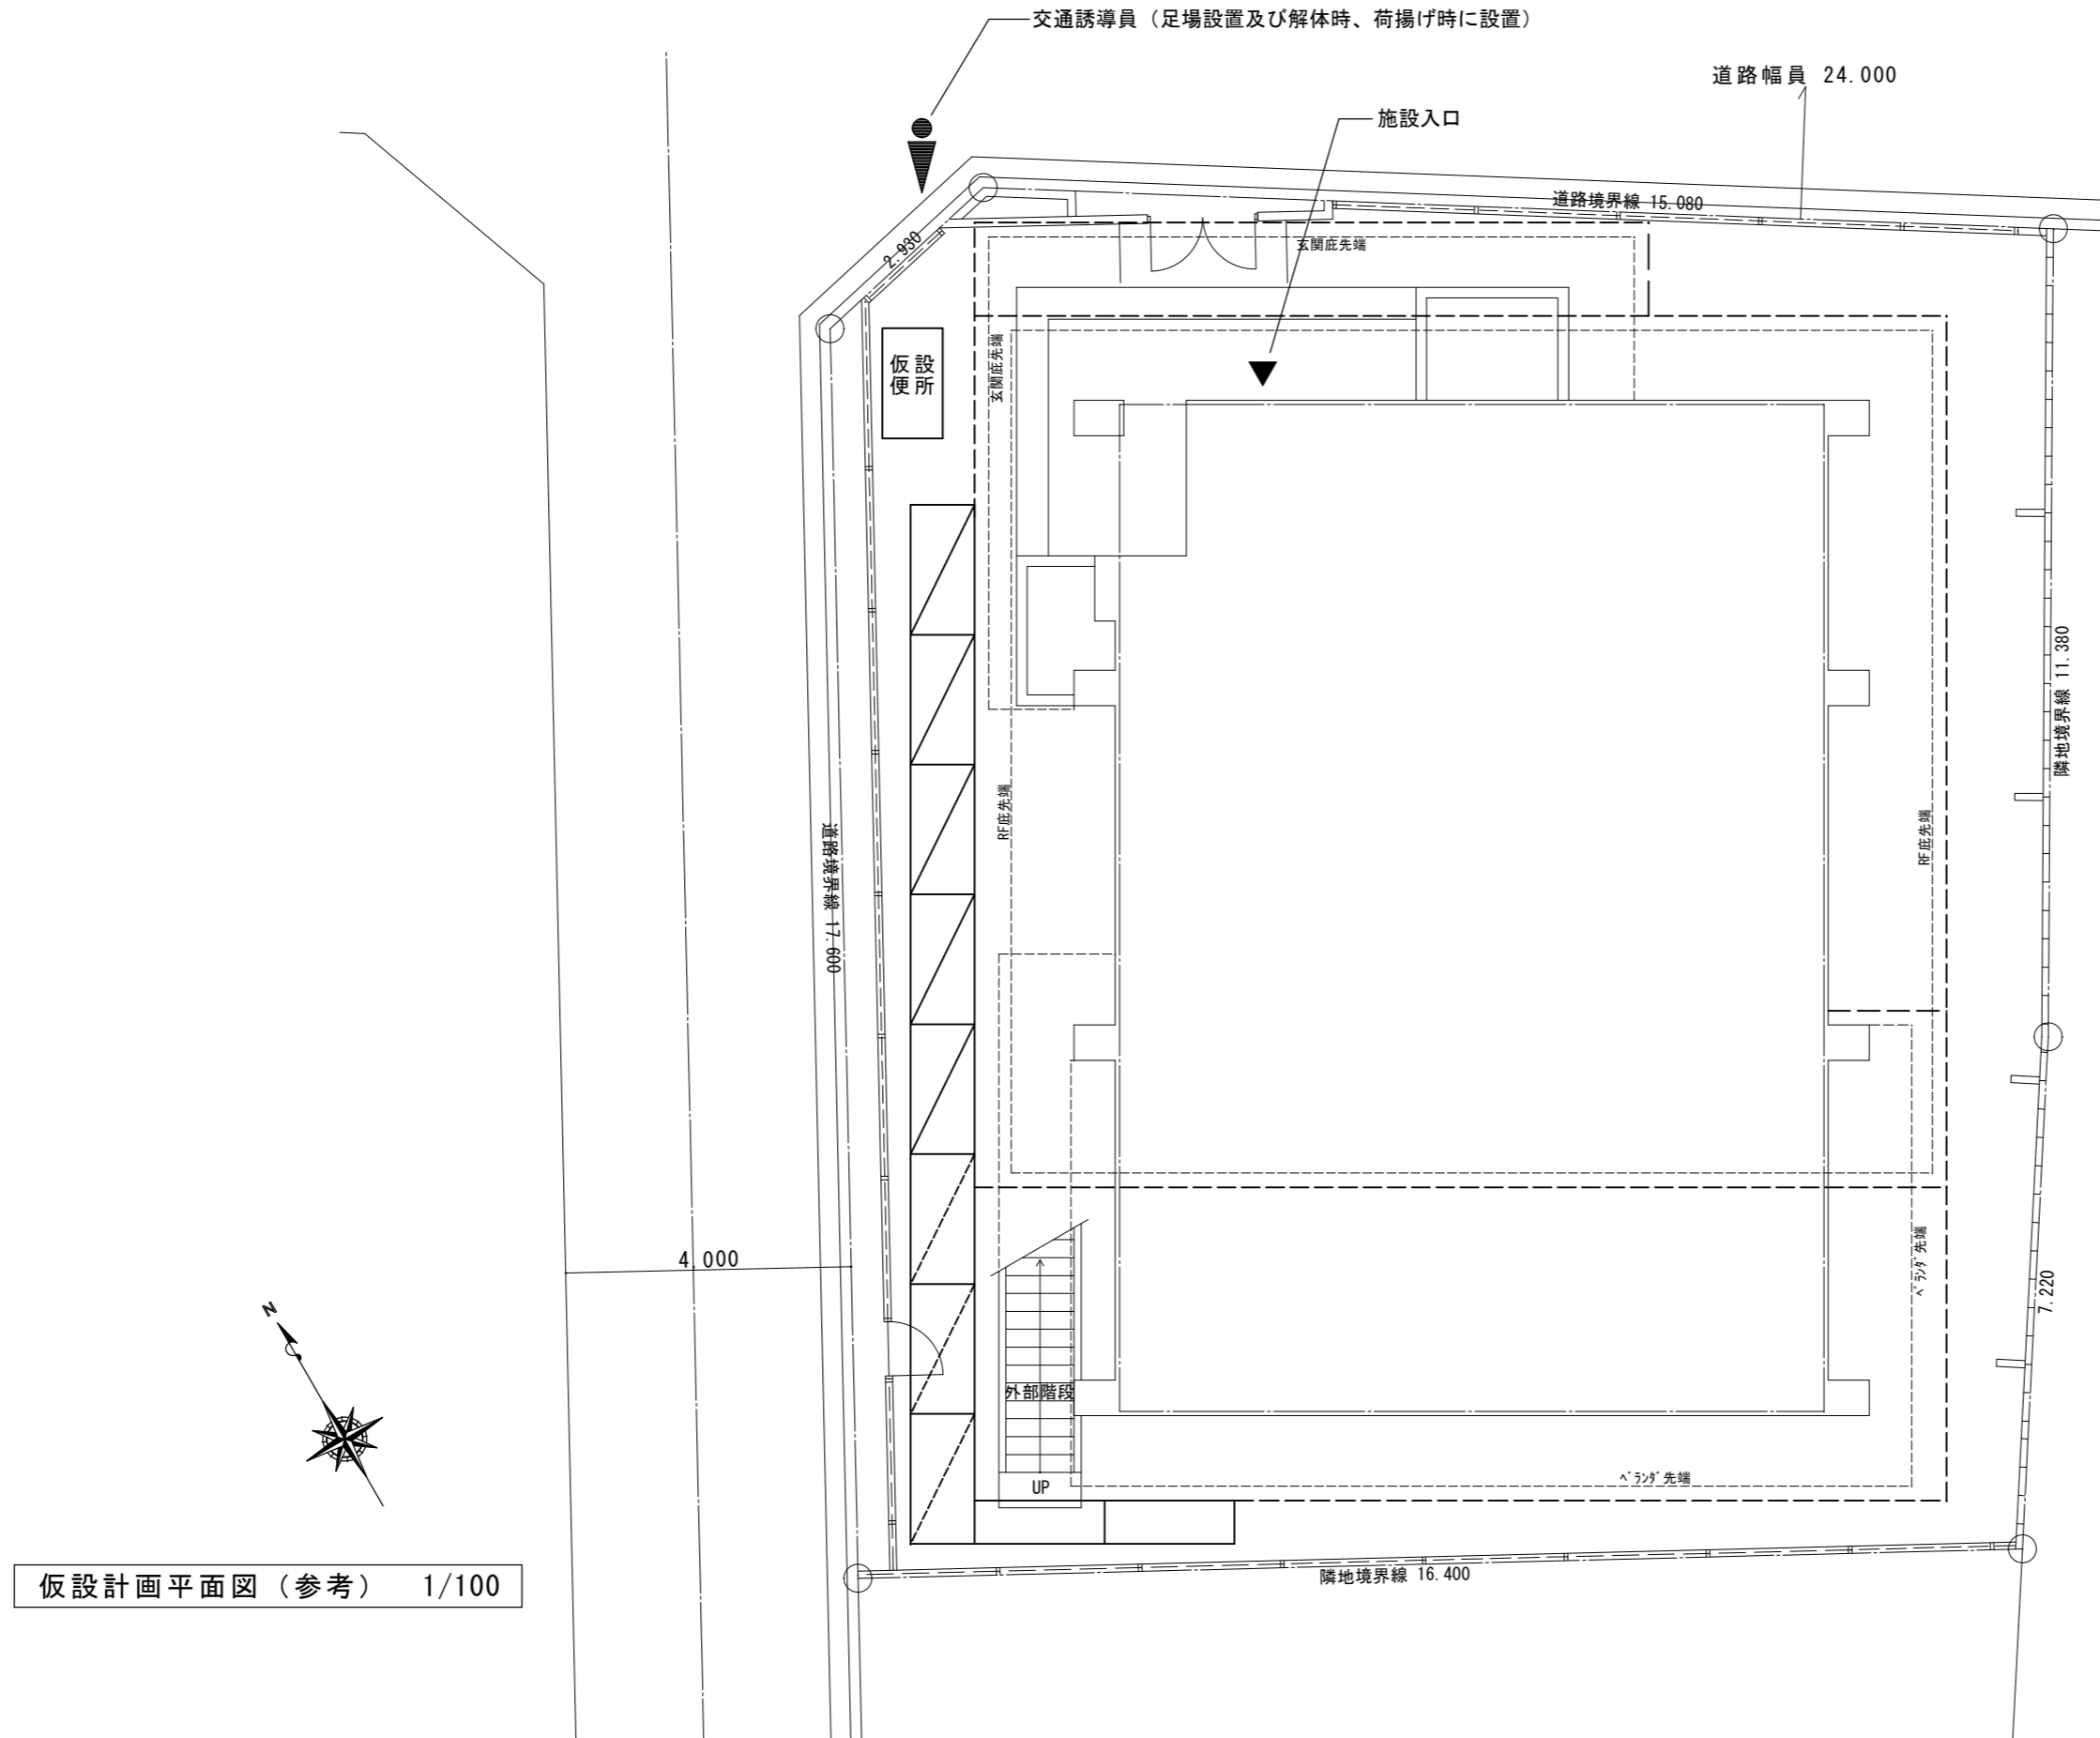 交通誘導員（足場設置及び解体時、荷揚げ時に設置）
道路幅員 24.000
施設入口
道路境界線 15.080
2.930
玄関庇先端
仮設
便所
玄関庇先端
隣地境界線 11.380
RF庇先端
RF庇先端
道路境界線 17.600
4.000
ﾍﾞﾗﾝﾀﾞ先端
7.220
N
外部階段
UP
ﾍﾞﾗﾝﾀﾞ先端
隣地境界線 16.400
仮設計画平面図（参考） 1/100